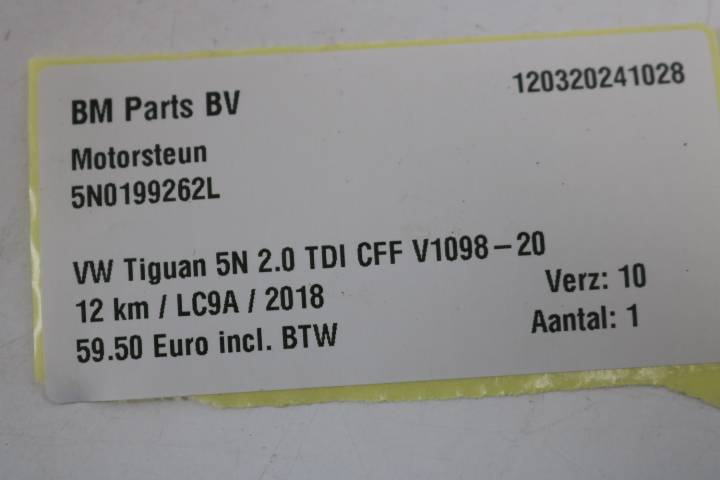 BM Parts BV
120320241028
Motorsteun
5N0199262L
VW Tiguan 5N 2.0 TDI CFF V1098-20
12 km / LC9A / 2018
Verz: 10
59.50 Euro incl. BTW
Aantal: 1